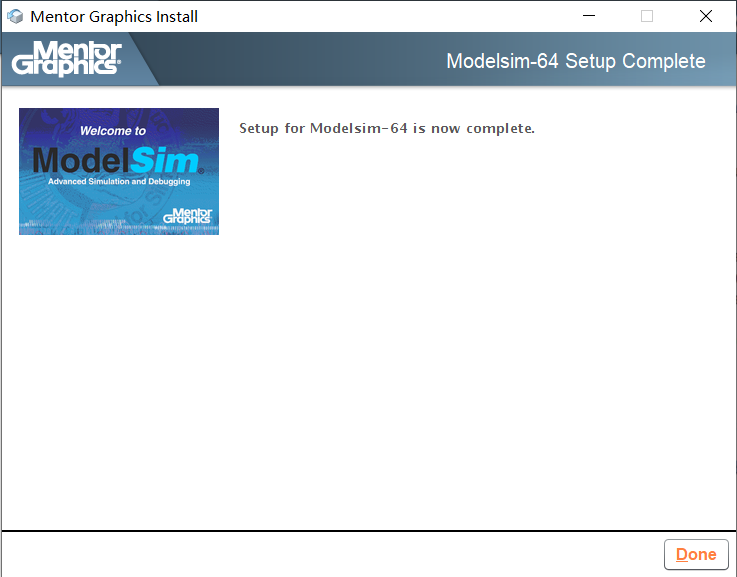 Mentor Graphics Install
Mentor
Graphics®
Modelsim-64 Setup Complete
Welcome to
ModelSim®
Advanced Simulation and Debugging
Mentor
Graphics
Setup for Modelsim-64 is now complete.
Done